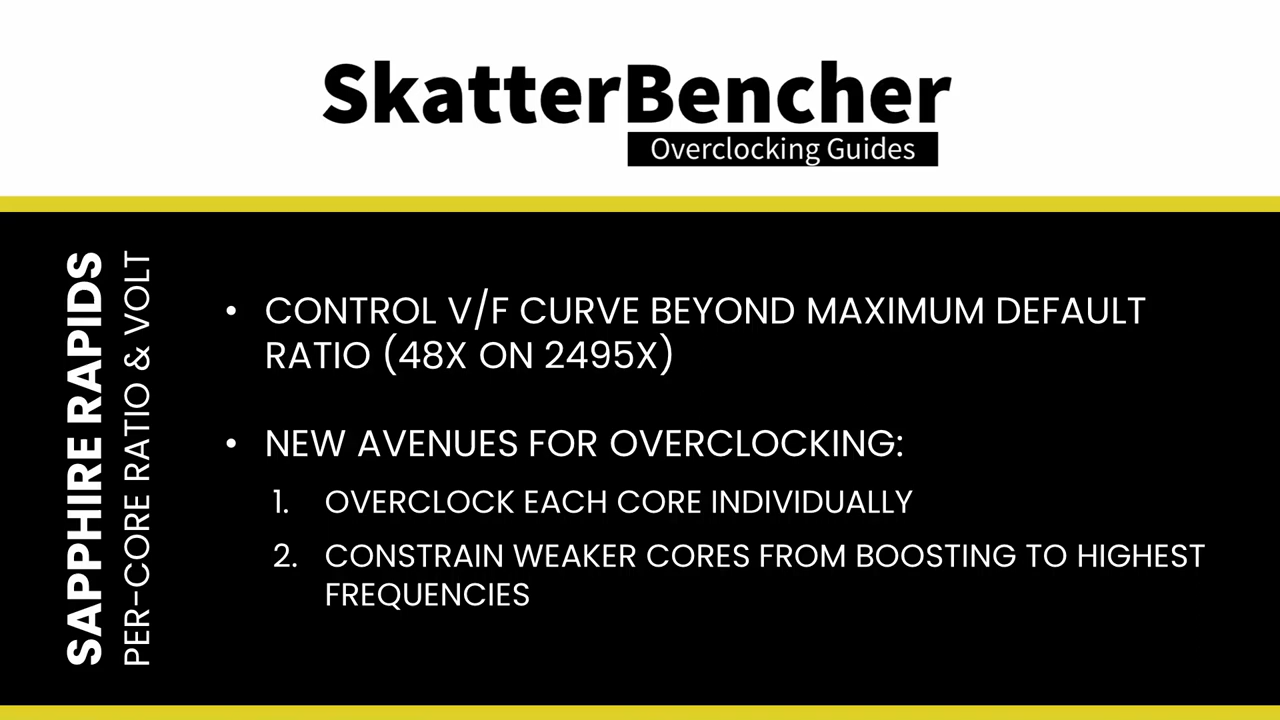 SkatterBencher
Overclocking Guides
SAPPHIRE RAPIDS
PER-CORE RATIO & VOLT
• CONTROL V/F CURVE BEYOND MAXIMUM DEFAULT
RATIO (48X ON 2495X)
• NEW AVENUES FOR OVERCLOCKING:
1. OVERCLOCK EACH CORE INDIVIDUALLY
2. CONSTRAIN WEAKER CORES FROM BOOSTING TO HIGHEST
FREQUENCIES